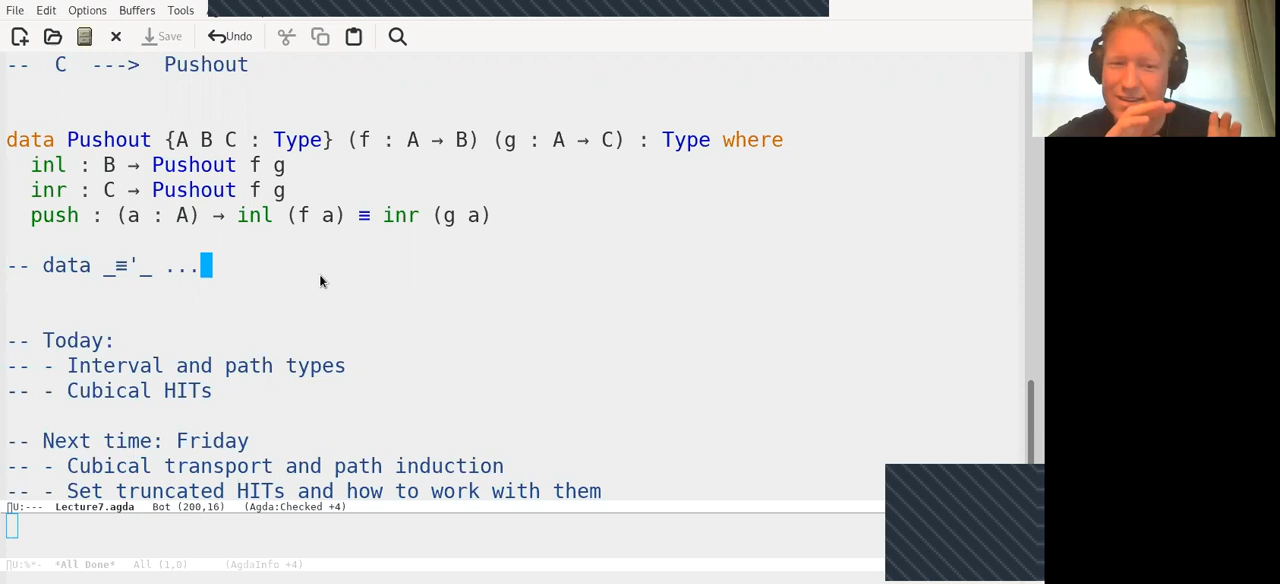 File Edit Options Buffers Tools
Save Undo
-- C ---> Pushout
data Pushout {A B C : Type} (f : A → B) (g : A → C) : Type where
inl : B → Pushout f g
inr : C → Pushout f g
push : (a : A) → inl (f a) ≡ inr (g a)
-- data _≡'_ ...
-- Today:
-- - Interval and path types
-- - Cubical HITs
-- Next time: Friday
-- - Cubical transport and path induction
-- - Set truncated HITs and how to work with them
U:--- Lecture7.agda Bot (200,16) (Agda:Checked +4)
U:%*- *All Done* All (1,0) (AgdaInfo +4)